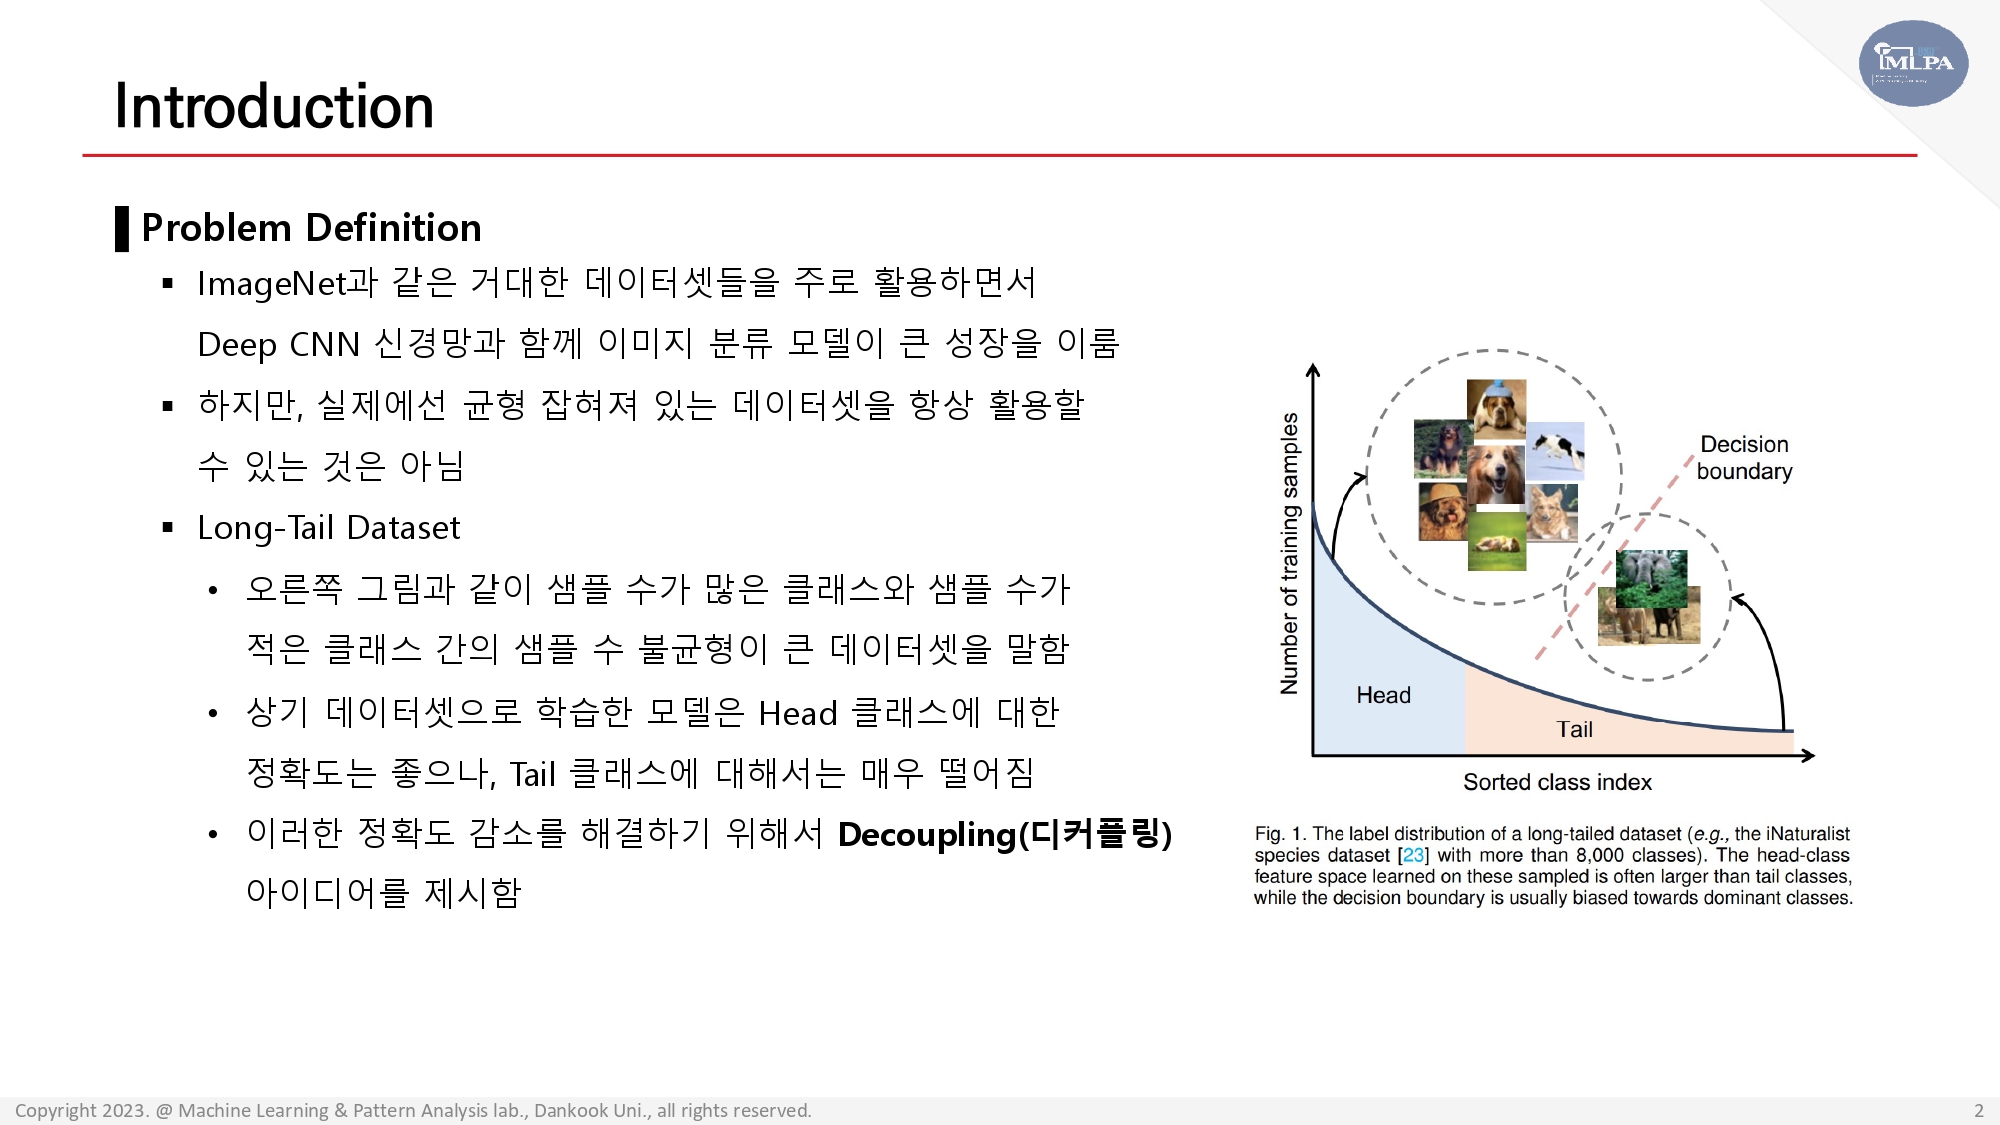 MLPA
Introduction
Problem Definition
▪ ImageNet과 같은 거대한 데이터셋들을 주로 활용하면서
Deep CNN 신경망과 함께 이미지 분류 모델이 큰 성장을 이룸
▪ 하지만, 실제에선 균형 잡혀져 있는 데이터셋을 항상 활용할
수 있는 것은 아님
▪ Long-Tail Dataset
• 오른쪽 그림과 같이 샘플 수가 많은 클래스와 샘플 수가
적은 클래스 간의 샘플 수 불균형이 큰 데이터셋을 말함
• 상기 데이터셋으로 학습한 모델은 Head 클래스에 대한
정확도는 좋으나, Tail 클래스에 대해서는 매우 떨어짐
• 이러한 정확도 감소를 해결하기 위해서 Decoupling(디커플링)
아이디어를 제시함
Number of training samples
Decision
boundary
Head
Tail
Sorted class index
Fig. 1. The label distribution of a long-tailed dataset (e.g., the iNaturalist
species dataset [23] with more than 8,000 classes). The head-class
feature space learned on these sampled is often larger than tail classes,
while the decision boundary is usually biased towards dominant classes.
Copyright 2023. @ Machine Learning & Pattern Analysis lab., Dankook Uni., all rights reserved.
2